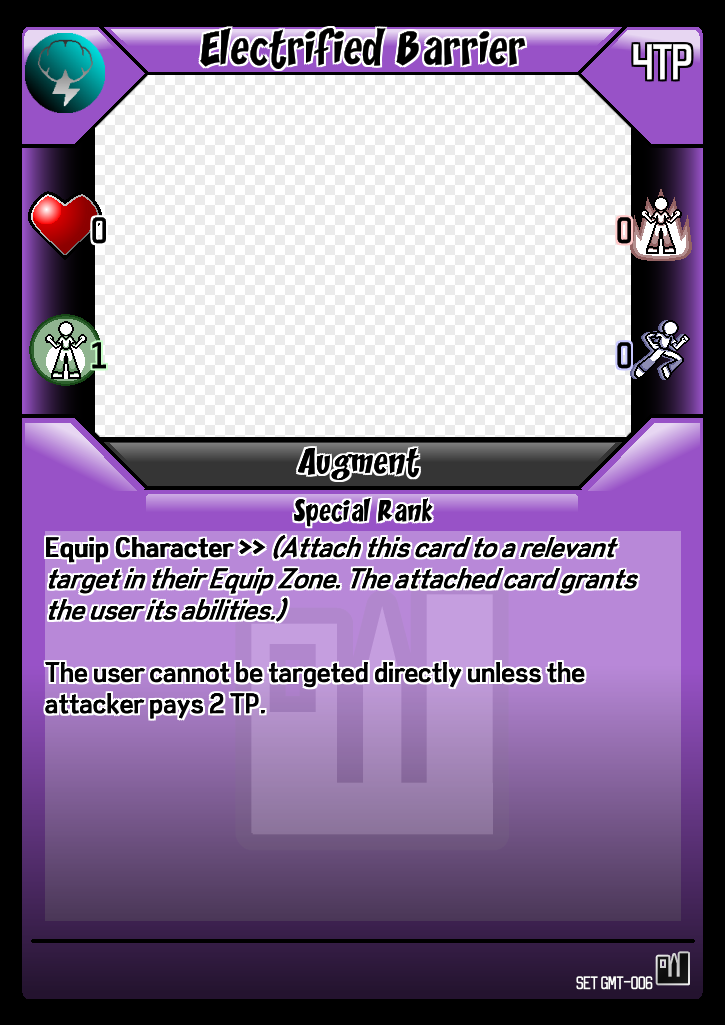 Electrified Barrier
4TP
0
0
1
0
Augment
Special Rank
Equip Character >> (Attach this card to a relevant
target in their Equip Zone. The attached card grants
the user its abilities.)
The user cannot be targeted directly unless the
attacker pays 2 TP.
SET GMT-006